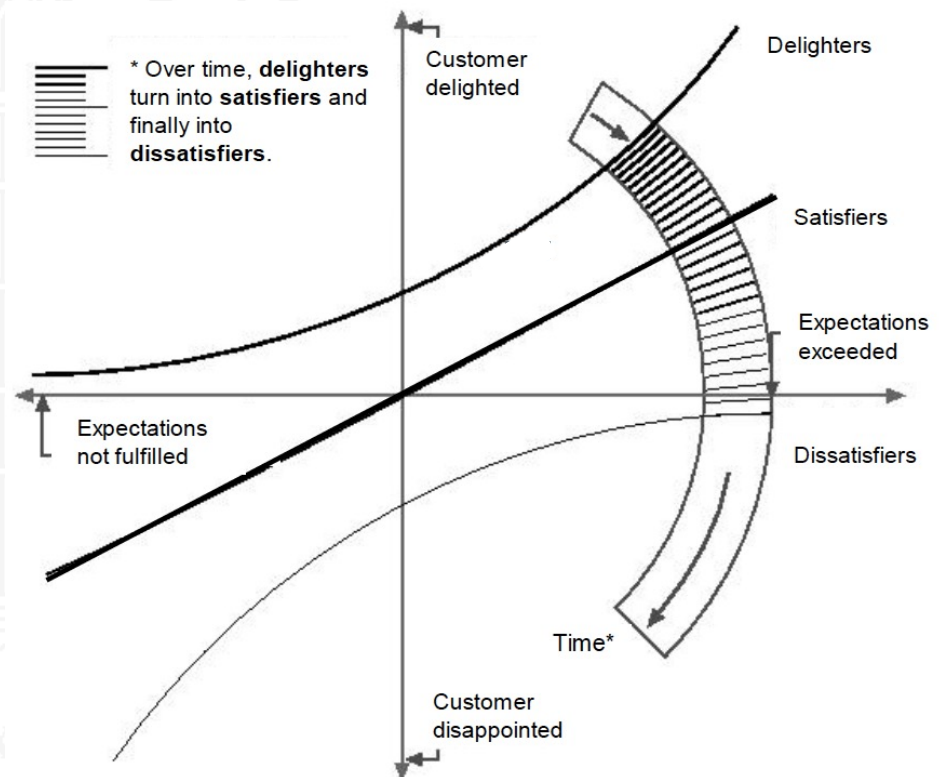 * Over time, delighters
turn into satisfiers and
finally into
dissatisfiers.
Customer
delighted
Delighters
Satisfiers
Expectations
exceeded
Expectations
not fulfilled
Dissatisfiers
Time*
Customer
disappointed